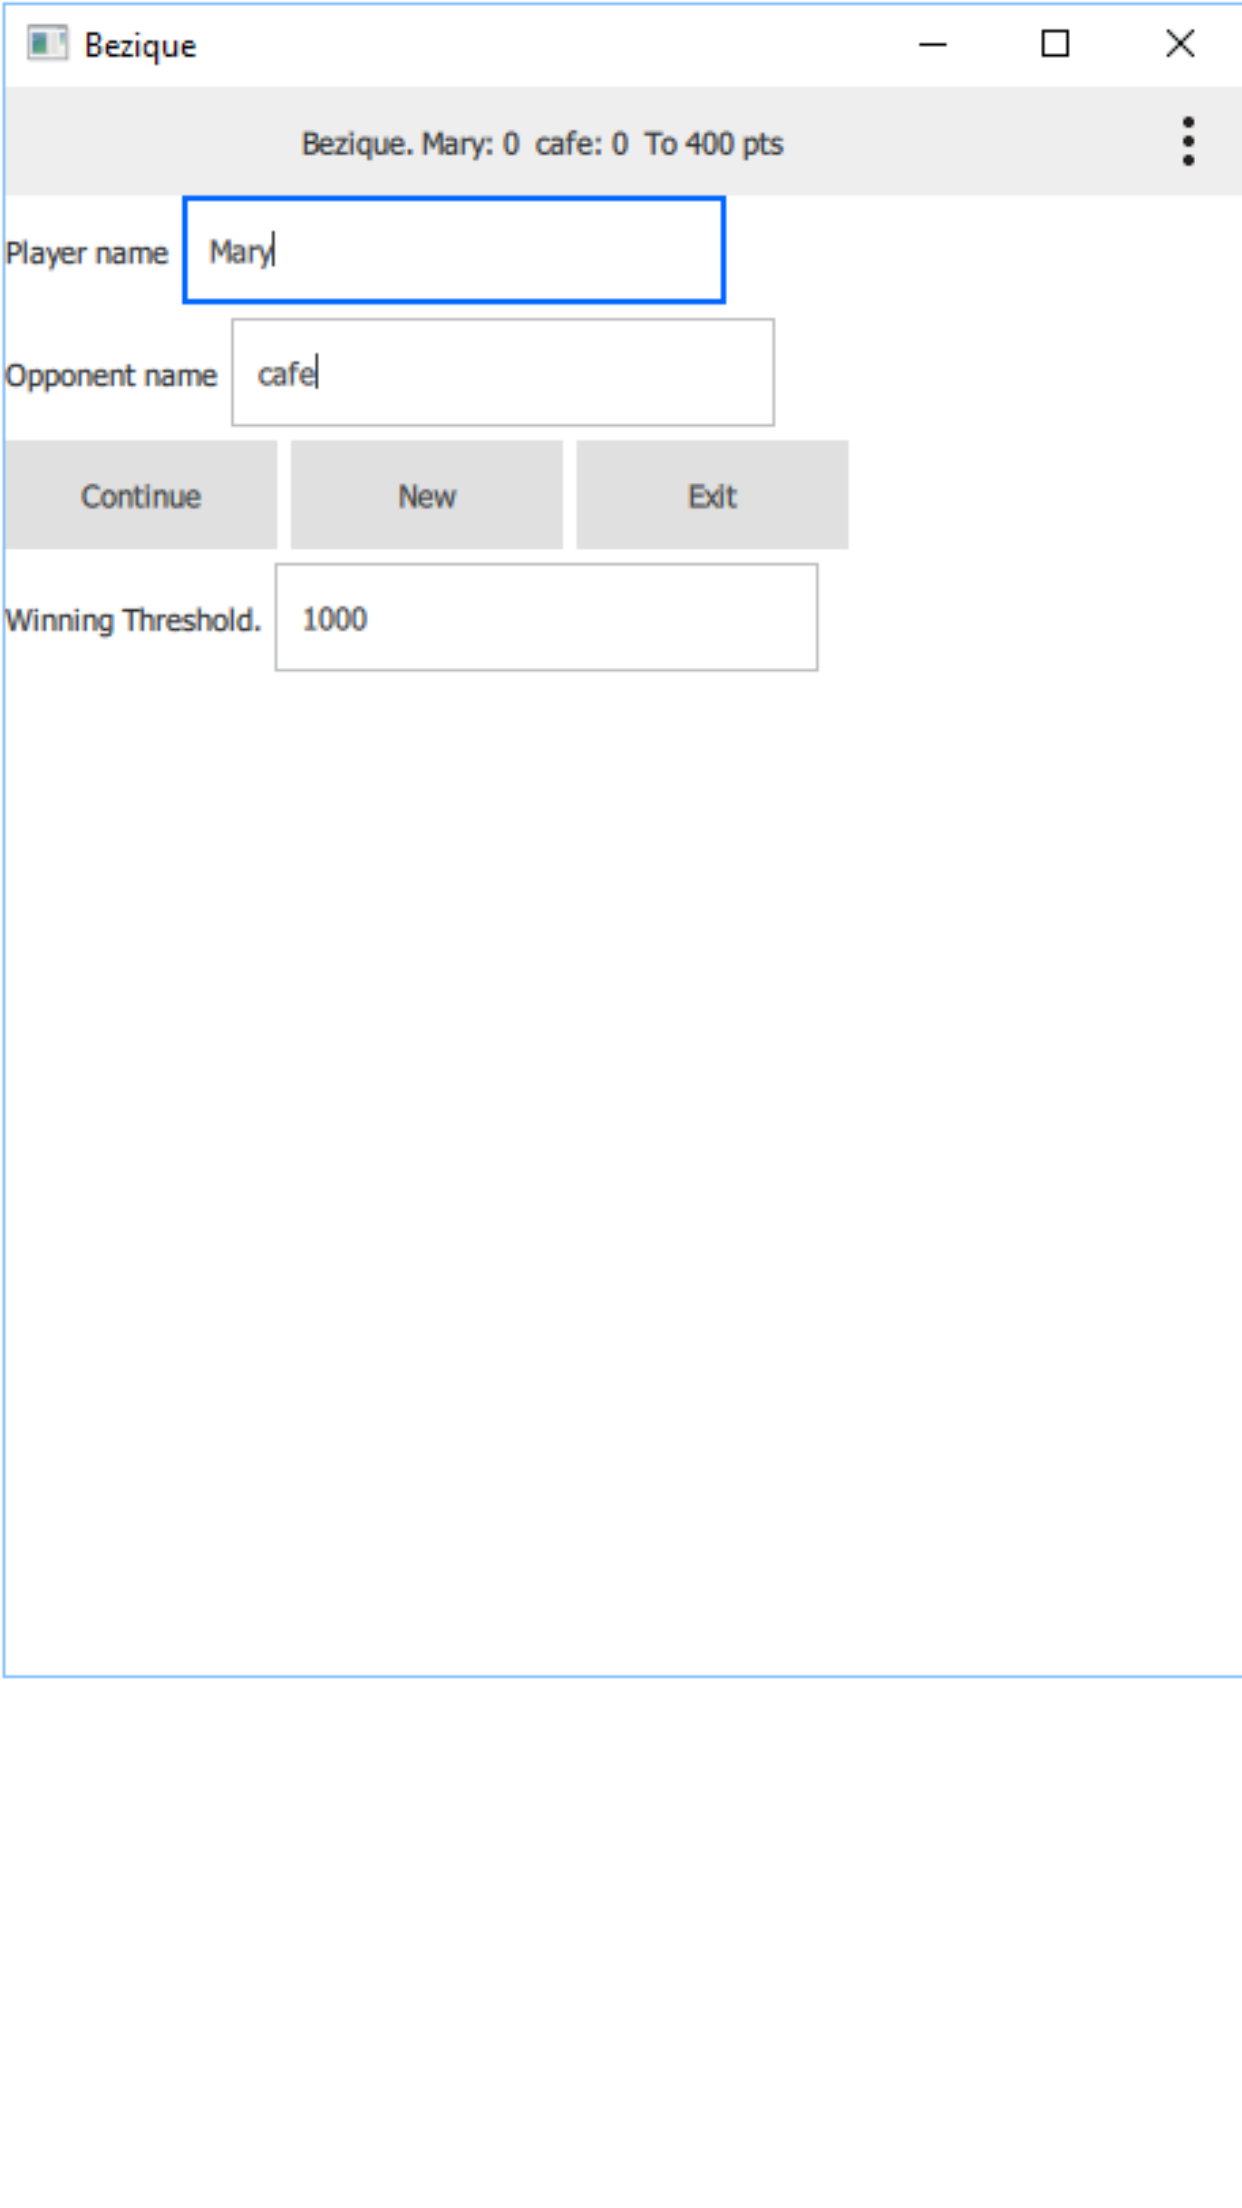 Bezique
Bezique. Mary: 0 cafe: 0 To 400 pts
Player name Mary
Opponent name cafe
Continue New Exit
Winning Threshold. 1000